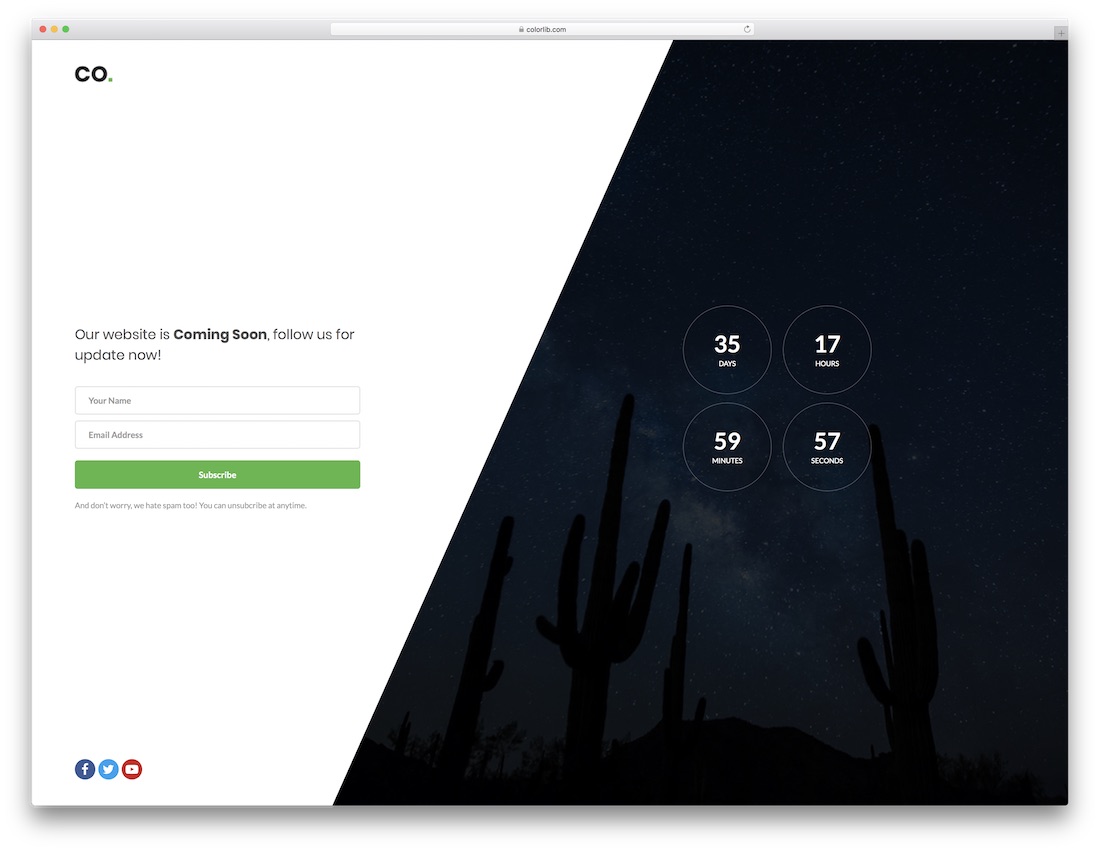 colorlib.com
CO.
Our website is Coming Soon, follow us for
update now!
Your Name
Email Address
Subscribe
And don't worry, we hate spam too! You can unsubcribe at anytime.
35
DAYS
17
HOURS
59
MINUTES
57
SECONDS